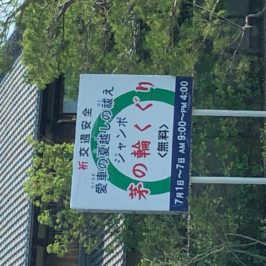 祈 交通安全
愛車の夏越しの祓え
ジャンボ
茅の輪くぐり
<無料>
7月1日〜7日 AM 9:00〜PM 4:00